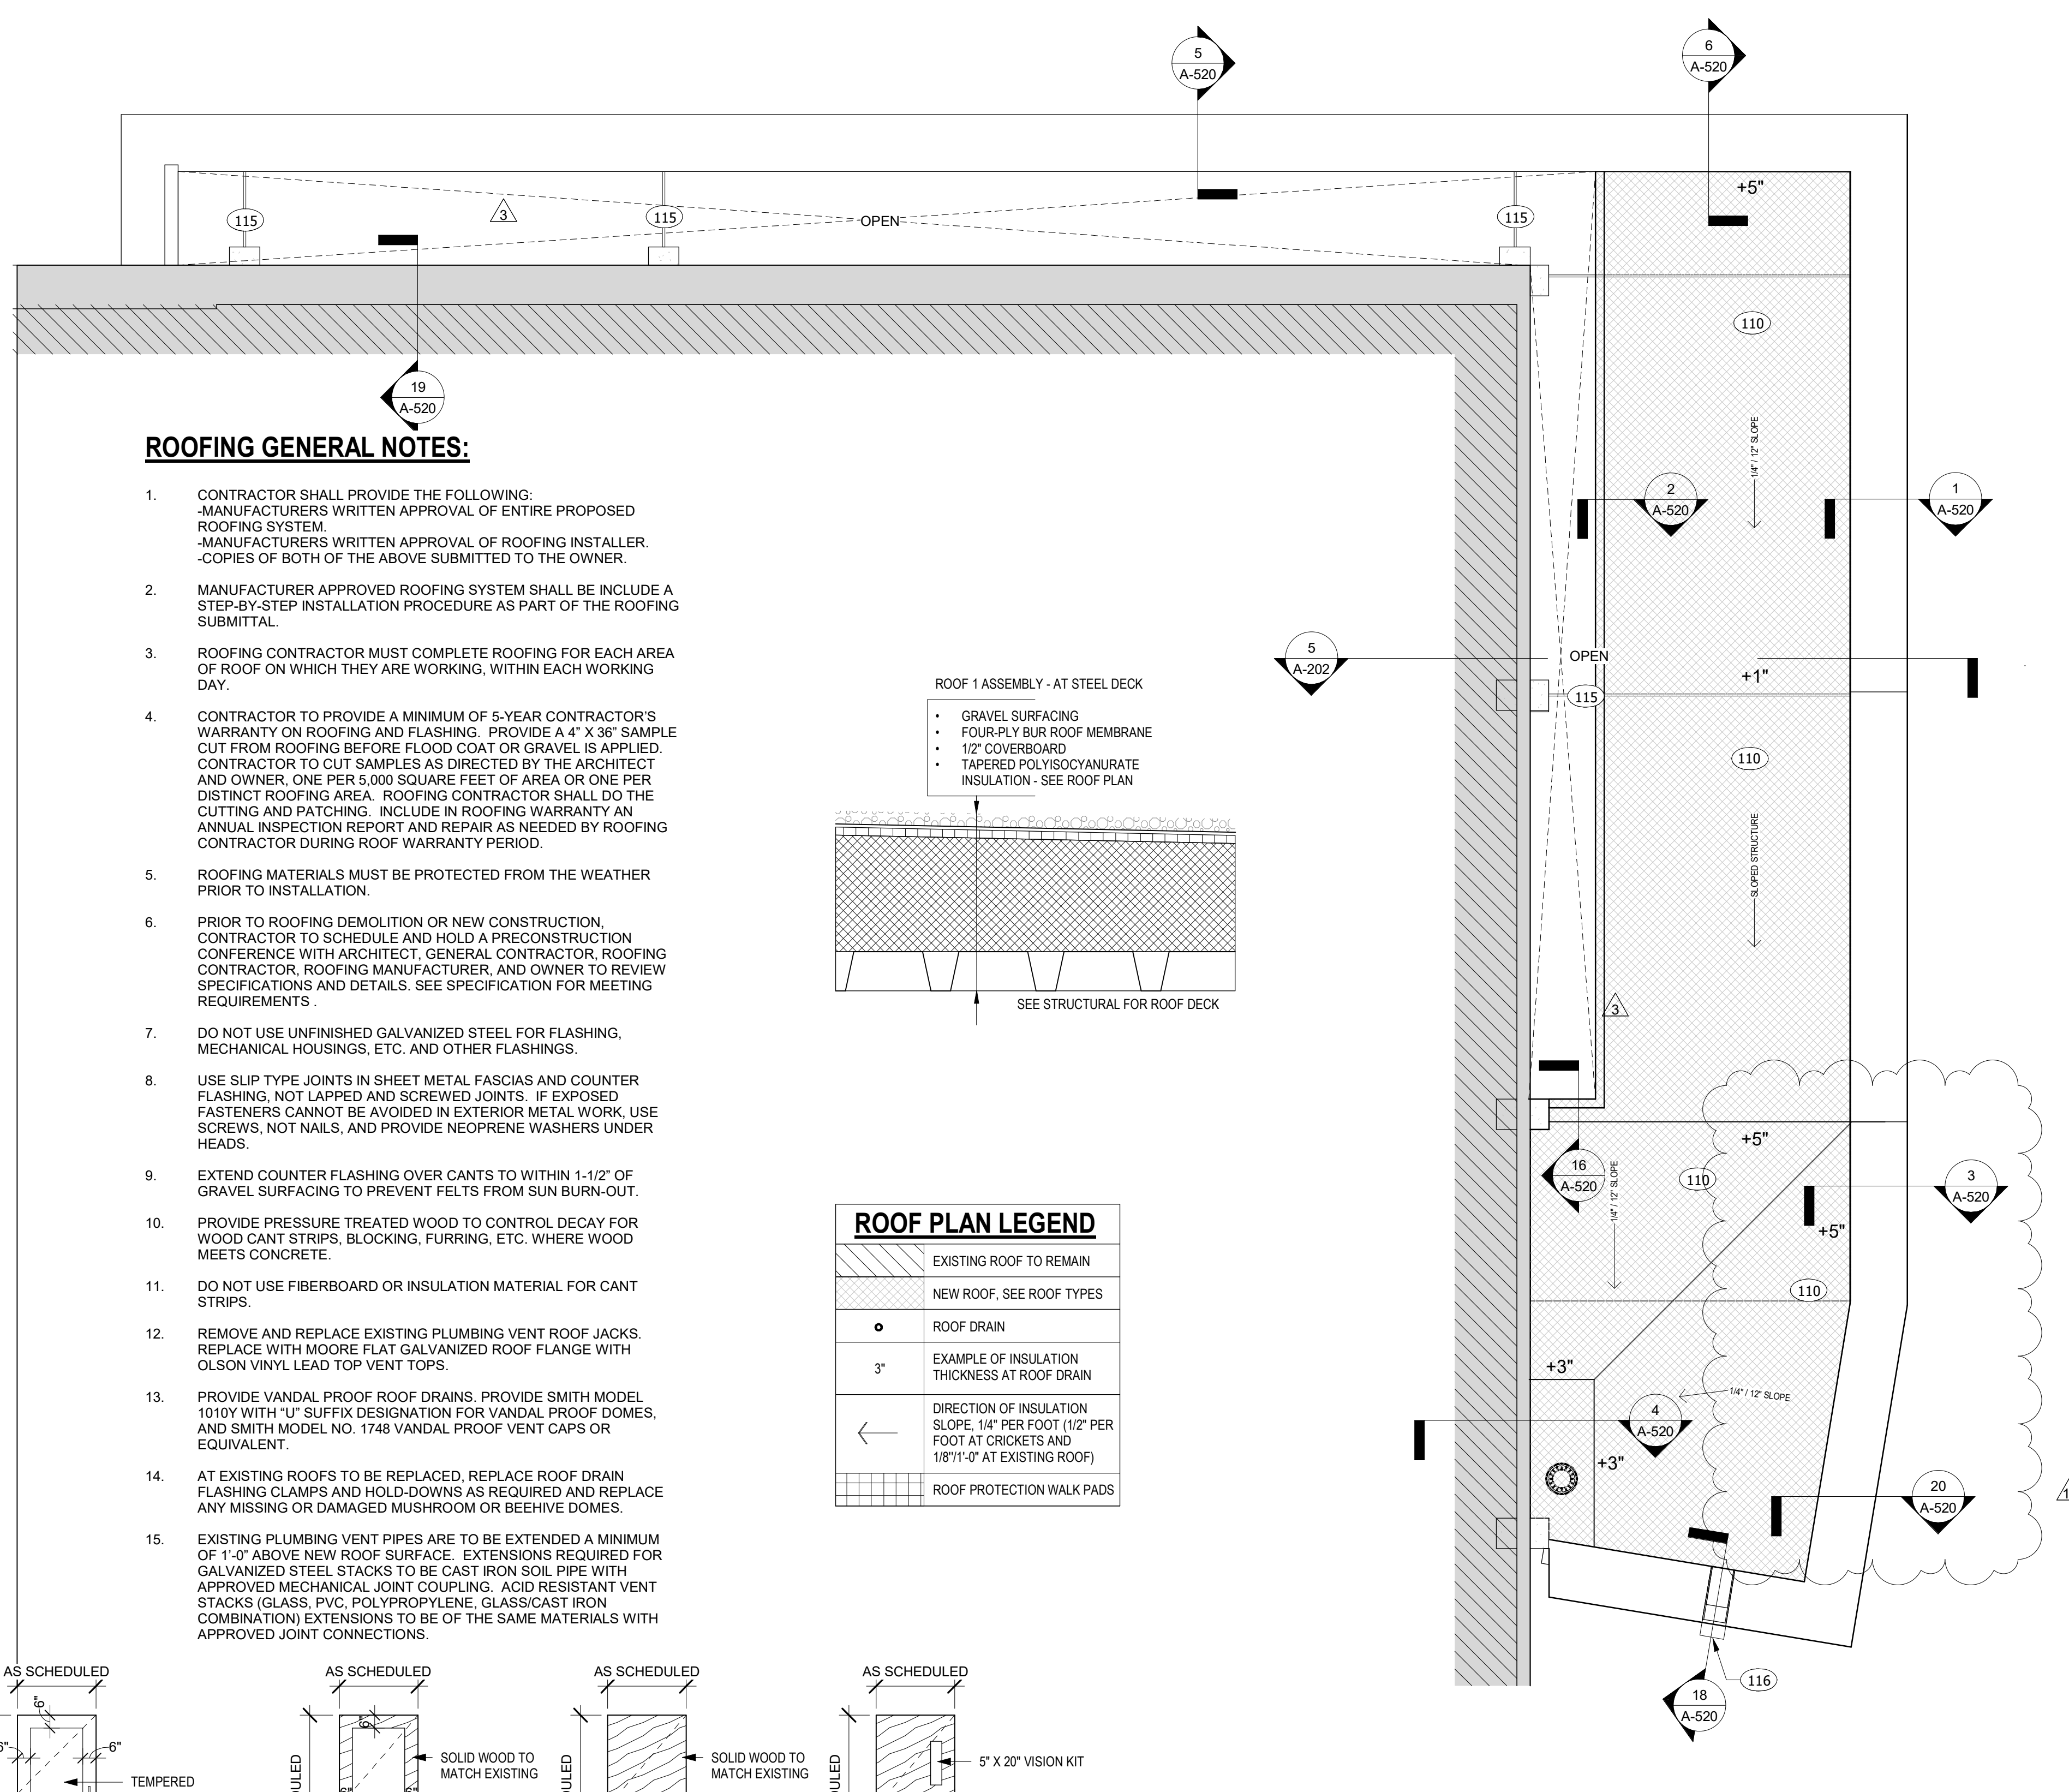 5
A-520
6
A-520
+5"
115
3
115
OPEN
115
110
19
A-520
ROOFING GENERAL NOTES:
1. CONTRACTOR SHALL PROVIDE THE FOLLOWING:
-MANUFACTURERS WRITTEN APPROVAL OF ENTIRE PROPOSED
ROOFING SYSTEM.
-MANUFACTURERS WRITTEN APPROVAL OF ROOFING INSTALLER.
-COPIES OF BOTH OF THE ABOVE SUBMITTED TO THE OWNER.
2. MANUFACTURER APPROVED ROOFING SYSTEM SHALL BE INCLUDE A
STEP-BY-STEP INSTALLATION PROCEDURE AS PART OF THE ROOFING
SUBMITTAL.
3. ROOFING CONTRACTOR MUST COMPLETE ROOFING FOR EACH AREA
OF ROOF ON WHICH THEY ARE WORKING, WITHIN EACH WORKING
DAY.
4. CONTRACTOR TO PROVIDE A MINIMUM OF 5-YEAR CONTRACTOR'S
WARRANTY ON ROOFING AND FLASHING. PROVIDE A 4” X 36” SAMPLE
CUT FROM ROOFING BEFORE FLOOD COAT OR GRAVEL IS APPLIED.
CONTRACTOR TO CUT SAMPLES AS DIRECTED BY THE ARCHITECT
AND OWNER, ONE PER 5,000 SQUARE FEET OF AREA OR ONE PER
DISTINCT ROOFING AREA. ROOFING CONTRACTOR SHALL DO THE
CUTTING AND PATCHING. INCLUDE IN ROOFING WARRANTY AN
ANNUAL INSPECTION REPORT AND REPAIR AS NEEDED BY ROOFING
CONTRACTOR DURING ROOF WARRANTY PERIOD.
5. ROOFING MATERIALS MUST BE PROTECTED FROM THE WEATHER
PRIOR TO INSTALLATION.
6. PRIOR TO ROOFING DEMOLITION OR NEW CONSTRUCTION,
CONTRACTOR TO SCHEDULE AND HOLD A PRECONSTRUCTION
CONFERENCE WITH ARCHITECT, GENERAL CONTRACTOR, ROOFING
CONTRACTOR, ROOFING MANUFACTURER, AND OWNER TO REVIEW
SPECIFICATIONS AND DETAILS. SEE SPECIFICATION FOR MEETING
REQUIREMENTS .
7. DO NOT USE UNFINISHED GALVANIZED STEEL FOR FLASHING,
MECHANICAL HOUSINGS, ETC. AND OTHER FLASHINGS.
8. USE SLIP TYPE JOINTS IN SHEET METAL FASCIAS AND COUNTER
FLASHING, NOT LAPPED AND SCREWED JOINTS. IF EXPOSED
FASTENERS CANNOT BE AVOIDED IN EXTERIOR METAL WORK, USE
SCREWS, NOT NAILS, AND PROVIDE NEOPRENE WASHERS UNDER
HEADS.
9. EXTEND COUNTER FLASHING OVER CANTS TO WITHIN 1-1/2” OF
GRAVEL SURFACING TO PREVENT FELTS FROM SUN BURN-OUT.
10. PROVIDE PRESSURE TREATED WOOD TO CONTROL DECAY FOR
WOOD CANT STRIPS, BLOCKING, FURRING, ETC. WHERE WOOD
MEETS CONCRETE.
11. DO NOT USE FIBERBOARD OR INSULATION MATERIAL FOR CANT
STRIPS.
12. REMOVE AND REPLACE EXISTING PLUMBING VENT ROOF JACKS.
REPLACE WITH MOORE FLAT GALVANIZED ROOF FLANGE WITH
OLSON VINYL LEAD TOP VENT TOPS.
13. PROVIDE VANDAL PROOF ROOF DRAINS. PROVIDE SMITH MODEL
1010Y WITH “U” SUFFIX DESIGNATION FOR VANDAL PROOF DOMES,
AND SMITH MODEL NO. 1748 VANDAL PROOF VENT CAPS OR
EQUIVALENT.
14. AT EXISTING ROOFS TO BE REPLACED, REPLACE ROOF DRAIN
FLASHING CLAMPS AND HOLD-DOWNS AS REQUIRED AND REPLACE
ANY MISSING OR DAMAGED MUSHROOM OR BEEHIVE DOMES.
15. EXISTING PLUMBING VENT PIPES ARE TO BE EXTENDED A MINIMUM
OF 1’-0” ABOVE NEW ROOF SURFACE. EXTENSIONS REQUIRED FOR
GALVANIZED STEEL STACKS TO BE CAST IRON SOIL PIPE WITH
APPROVED MECHANICAL JOINT COUPLING. ACID RESISTANT VENT
STACKS (GLASS, PVC, POLYPROPYLENE, GLASS/CAST IRON
COMBINATION) EXTENSIONS TO BE OF THE SAME MATERIALS WITH
APPROVED JOINT CONNECTIONS.
ROOF 1 ASSEMBLY - AT STEEL DECK
• GRAVEL SURFACING
• FOUR-PLY BUR ROOF MEMBRANE
• 1/2" COVERBOARD
• TAPERED POLYISOCYANURATE
INSULATION - SEE ROOF PLAN
SEE STRUCTURAL FOR ROOF DECK
ROOF PLAN LEGEND
EXISTING ROOF TO REMAIN
NEW ROOF, SEE ROOF TYPES
ROOF DRAIN
3"
EXAMPLE OF INSULATION
THICKNESS AT ROOF DRAIN
DIRECTION OF INSULATION
SLOPE, 1/4" PER FOOT (1/2" PER
FOOT AT CRICKETS AND
1/8"/1'-0" AT EXISTING ROOF)
ROOF PROTECTION WALK PADS
1/4" / 12" SLOPE
2
A-520
1
A-520
5
A-202
OPEN
+1"
115
110
SLOPED STRUCTURE
3
+5"
16
A-520
1/4" / 12" SLOPE
110
3
A-520
+5"
110
+3"
1/4" / 12" SLOPE
4
A-520
+3"
20
A-520
1
116
18
A-520
AS SCHEDULED
6"
6"
6"
TEMPERED
AS SCHEDULED
6"
6"
6"
SOLID WOOD TO
MATCH EXISTING
AS SCHEDULED
SOLID WOOD TO
MATCH EXISTING
AS SCHEDULED
5" X 20" VISION KIT